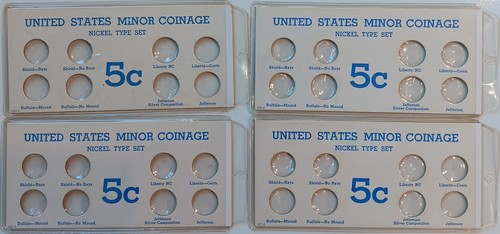 UNITED STATES MINOR COINAGE
NICKEL TYPE SET
Shield—Rays Shield—No Rays Liberty NC Liberty—Cents
5c
Buffalo—Mound Buffalo—No Mound Jefferson Silver Composition Jefferson
UNITED STATES MINOR COINAGE
NICKEL TYPE SET
Shield—Rays Shield—No Rays Liberty NC Liberty—Cents
5c
Buffalo—Mound Buffalo—No Mound Jefferson Silver Composition Jefferson
UNITED STATES MINOR COINAGE
NICKEL TYPE SET
Shield—Rays Shield—No Rays Liberty NC Liberty—Cents
5c
Buffalo—Mound Buffalo—No Mound Jefferson Silver Composition Jefferson
UNITED STATES MINOR COINAGE
NICKEL TYPE SET
Shield—Rays Shield—No Rays Liberty NC Liberty—Cents
5c
Buffalo—Mound Buffalo—No Mound Jefferson Silver Composition Jefferson